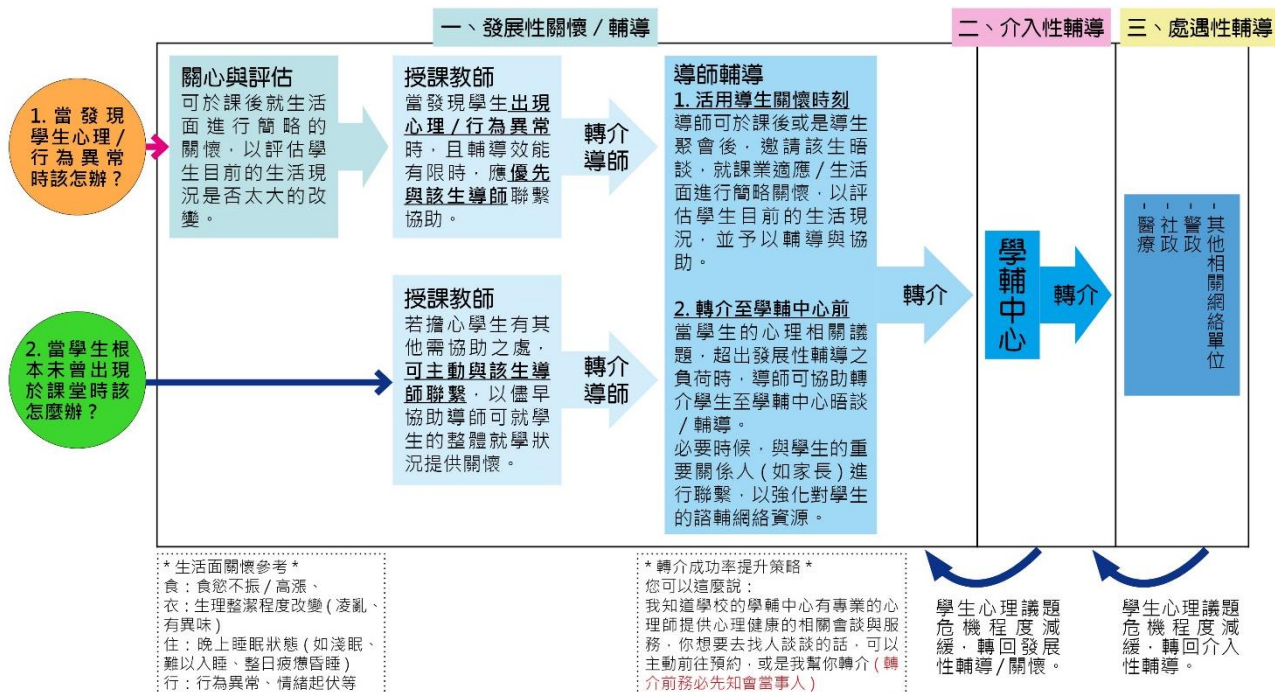 一、發展性關懷/輔導
二、介入性輔導
三、處遇性輔導
1. 當發現
學生心理/
行為異常
時該怎辦？
關心與評估
可於課後就生活
面進行簡略的
關懷，以評估學
生目前的生活現
況是否太大的改
變。
授課教師
當發現學生出現
心理/行為異常
時，且輔導效能
有限時，應優先
與該生導師聯繫
協助。
轉介
導師
導師輔導
1. 活用導生關懷時刻
導師可於課後或是導生
聚會後，邀請該生晤
談，就課業適應/生活
面進行簡略關懷，以評
估學生目前的生活現
況，並予以輔導與協
助。
2. 轉介至學輔中心前
當學生的心理相關議
題，超出發展性輔導之
負荷時，導師可協助轉
介學生至學輔中心晤談
/輔導。
必要時候，與學生的重
要關係人(如家長)進
行聯繫，以強化對學生
的諮輔網絡資源。
2. 當學生根
本未曾出現
於課堂時該
怎麼辦？
授課教師
若擔心學生有其
他需協助之處，
可主動與該生導
師聯繫，以儘早
協助導師可就學
生的整體就學狀
況提供關懷。
轉介
導師
轉介
學輔中心
轉介
- 其他相關網絡單位
- 警政
- 社政
- 醫療
* 生活面關懷參考 *
食：食慾不振/高漲、
衣：生理整潔程度改變(凌亂、
有異味)
住：晚上睡眠狀態(如淺眠、
難以入睡、整日疲憊昏睡)
行：行為異常、情緒起伏等
* 轉介成功率提升策略 *
您可以這麼說：
我知道學校的學輔中心有專業的心
理師提供心理健康的相關會談與服
務，你想要去找人談談的話，可以
主動前往預約，或是我幫你轉介(轉
介前務必先知會當事人)
學生心理議題
危機程度減
緩，轉回發展
性輔導/關懷。
學生心理議題
危機程度減
緩，轉回介入
性輔導。